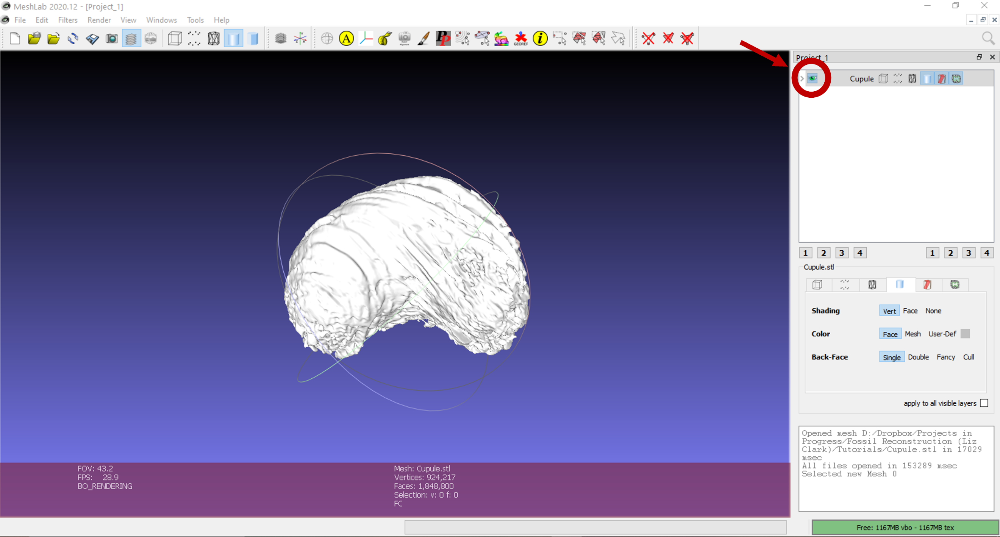 MeshLab 2020.12 - [Project_1]
File Edit Filters Render View Windows Tools Help
A PP GEOREF i
Project_1
Cupule
1 2 3 4 1 2 3 4
Cupule.stl
Shading Vert Face None
Color Face Mesh User-Def
Back-Face Single Double Fancy Cull
apply to all visible layers
Opened mesh D:/Dropbox/Projects in
Progress/Fossil Reconstruction (Liz
Clark)/Tutorials/Cupule.stl in 17029
msec
All files opened in 153289 msec
Selected new Mesh 0
FOV: 43.2
FPS: 28.9
BO_RENDERING
Mesh: Cupule.stl
Vertices: 924,217
Faces: 1,848,800
Selection: v: 0 f: 0
FC
Free: 1167MB vbo - 1167MB tex